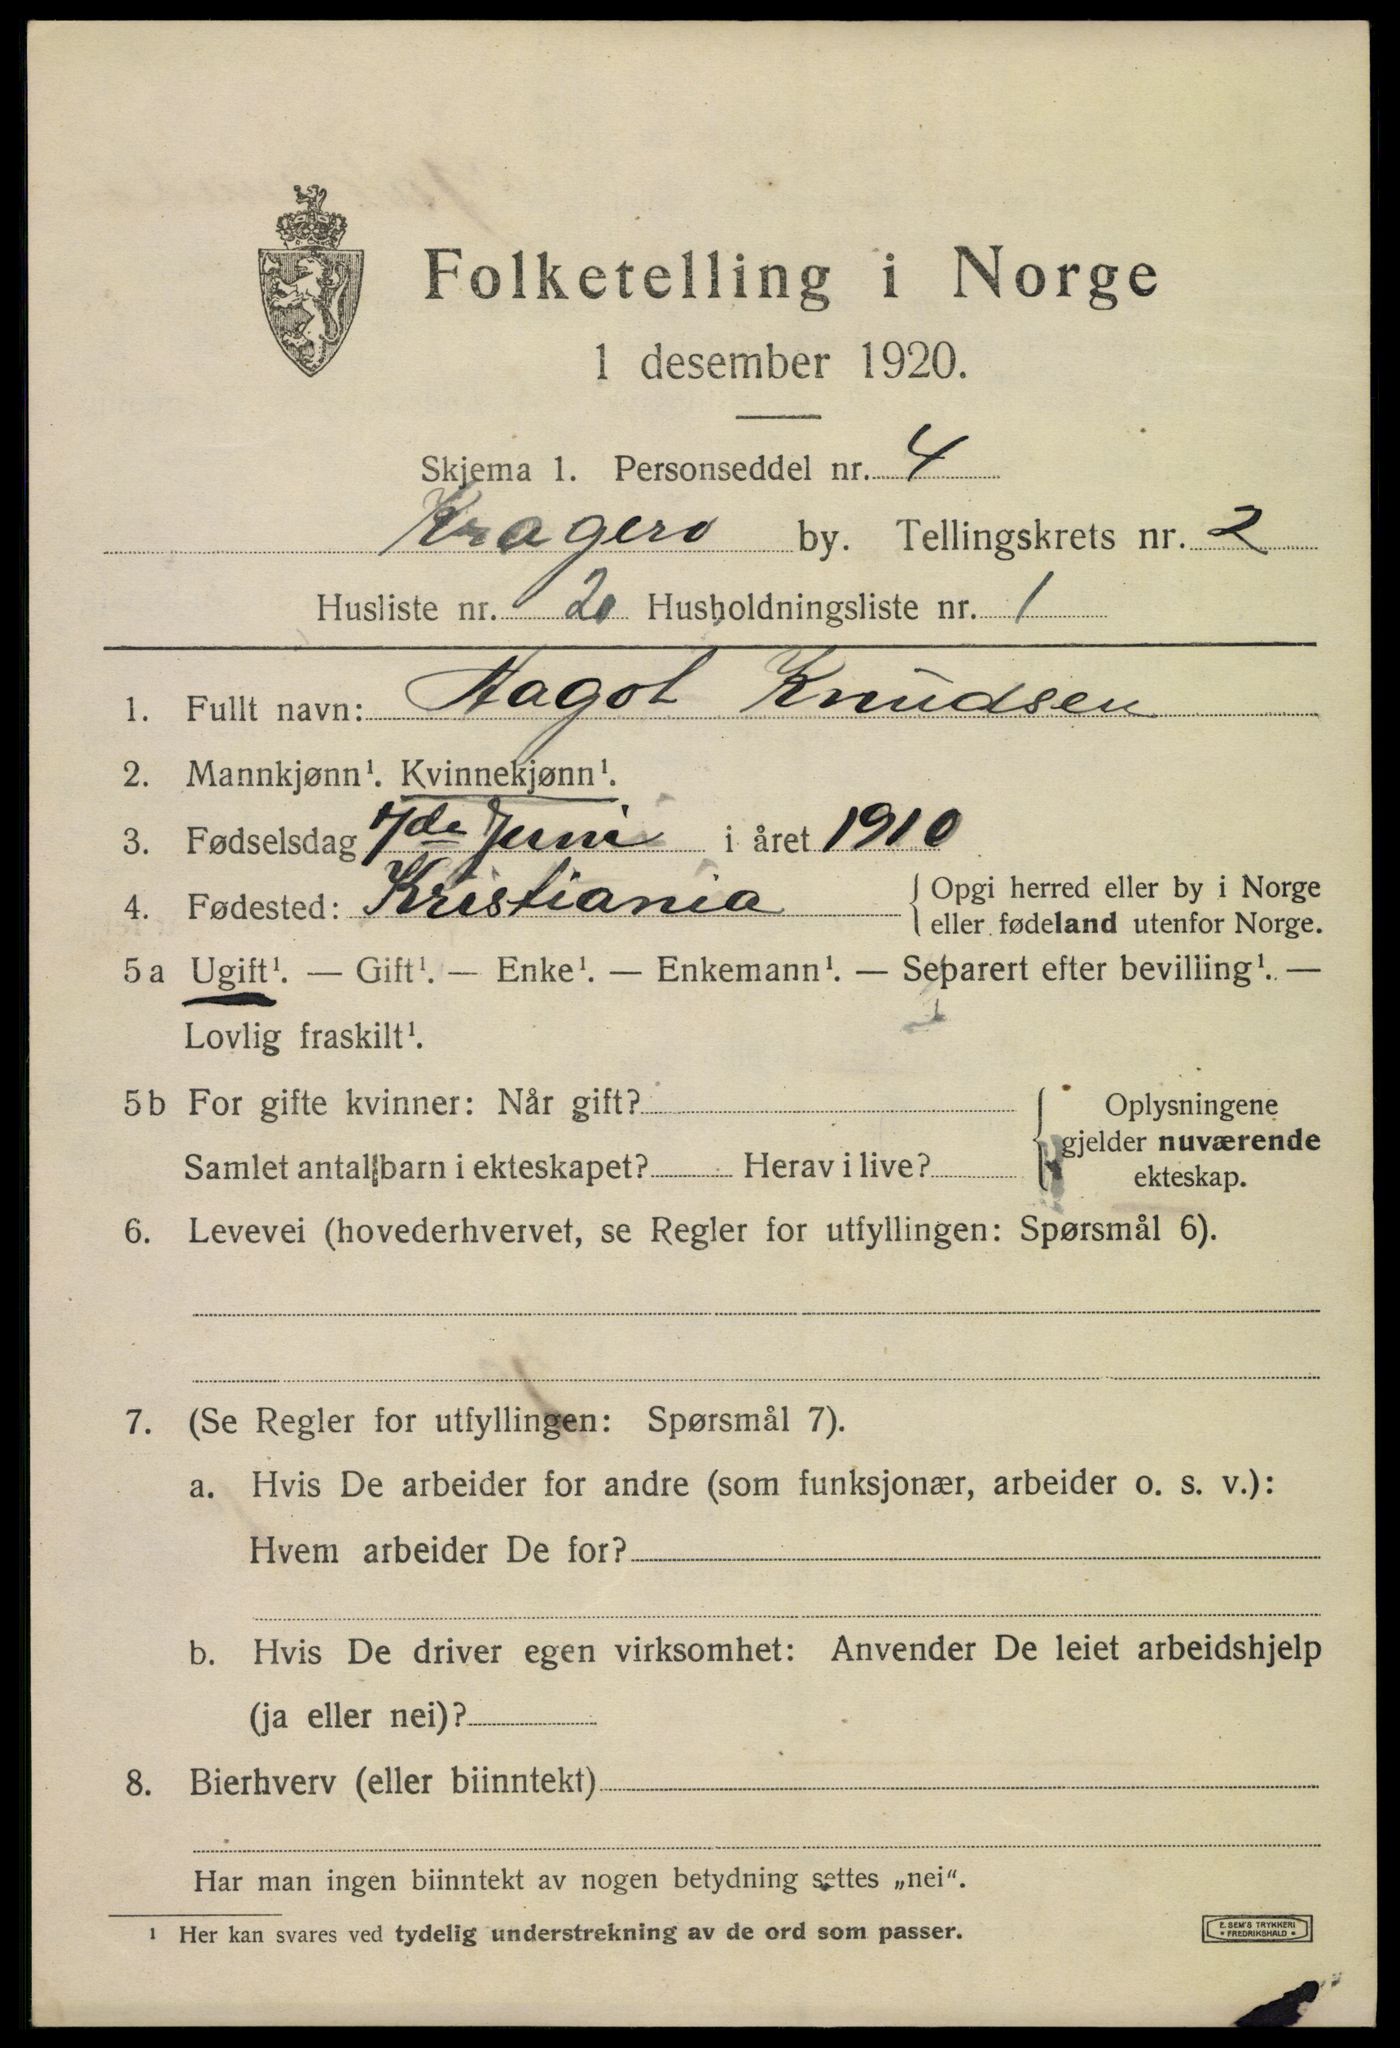 Folketelling i Norge
1 desember 1920.
Skjema 1. Personseddel nr. 4
Kragerø by. Tellingskrets nr. 2
Husliste nr. 20 Husholdningsliste nr. 1
1. Fullt navn: Aagot Knudsen
2. Mannkjønn¹. Kvinnekjønn¹.
3. Fødselsdag 7de Juni i året 1910
4. Fødested: Kristiania { Opgi herred eller by i Norge
eller fødeland utenfor Norge.
5a Ugift¹. — Gift¹. — Enke¹. — Enkemann¹. — Separert efter bevilling¹. —
Lovlig fraskilt¹.
5b For gifte kvinner: Når gift? { Oplysningene
gjelder nuværende
Samlet antal barn i ekteskapet? Herav i live? ekteskap.
6. Levevei (hovederhvervet, se Regler for utfyllingen: Spørsmål 6).
7. (Se Regler for utfyllingen: Spørsmål 7).
a. Hvis De arbeider for andre (som funksjonær, arbeider o. s. v.):
Hvem arbeider De for?
b. Hvis De driver egen virksomhet: Anvender De leiet arbeidshjelp
(ja eller nei)?
8. Bierhverv (eller biinntekt)
Har man ingen biinntekt av nogen betydning settes „nei".
¹ Her kan svares ved tydelig understrekning av de ord som passer.
E. SEM'S TRYKKERI
* FREDRIKSHALD *